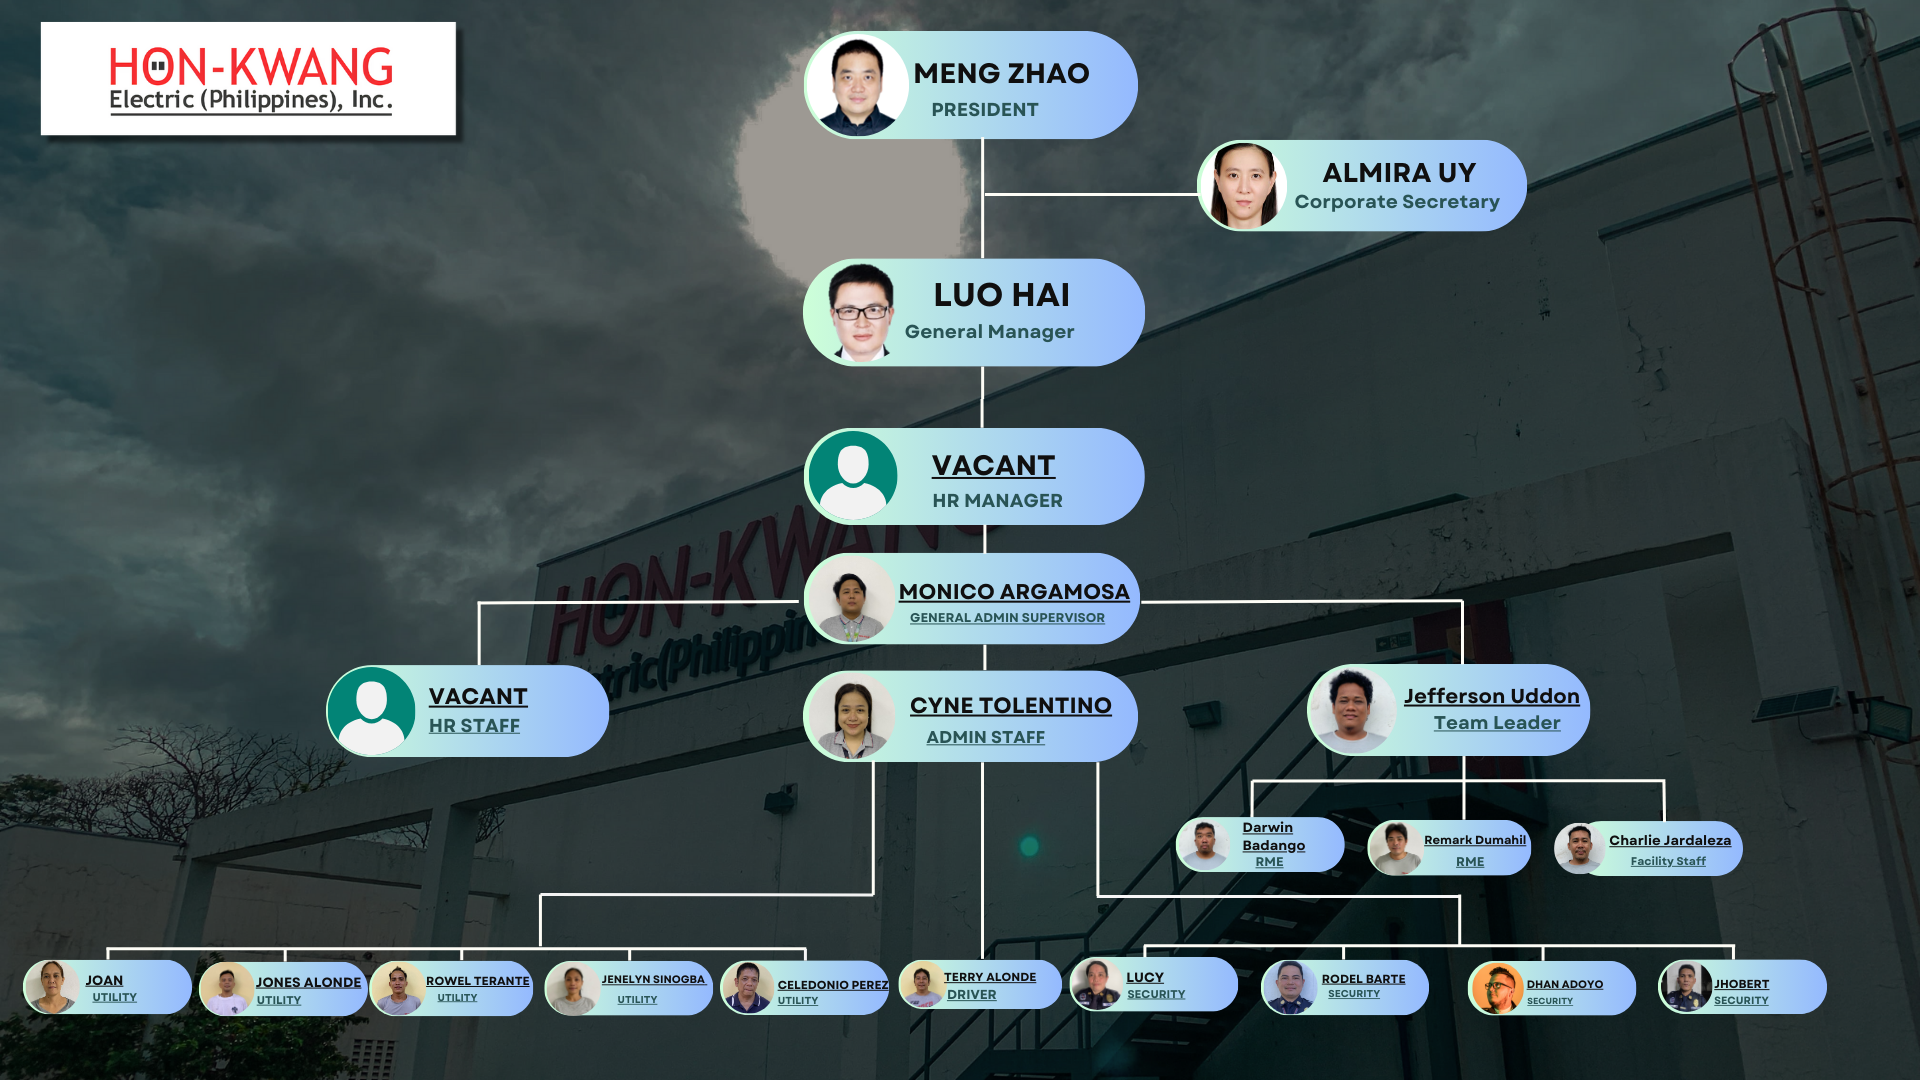 HON-KWANG
Electric (Philippines), Inc.
MENG ZHAO
PRESIDENT
ALMIRA UY
Corporate Secretary
LUO HAI
General Manager
VACANT
HR MANAGER
HON-KWANG
MONICO ARGAMOSA
GENERAL ADMIN SUPERVISOR
VACANT
HR STAFF
CYNE TOLENTINO
ADMIN STAFF
Jefferson Uddon
Team Leader
Darwin
Badango
RME
Remark Dumahil
RME
Charlie Jardaleza
Facility Staff
JOAN
UTILITY
JONES ALONDE
UTILITY
ROWEL TERANTE
UTILITY
JENELYN SINOGBA
UTILITY
CELEDONIO PEREZ
UTILITY
TERRY ALONDE
DRIVER
LUCY
SECURITY
RODEL BARTE
SECURITY
DHAN ADOYO
SECURITY
JHOBERT
SECURITY